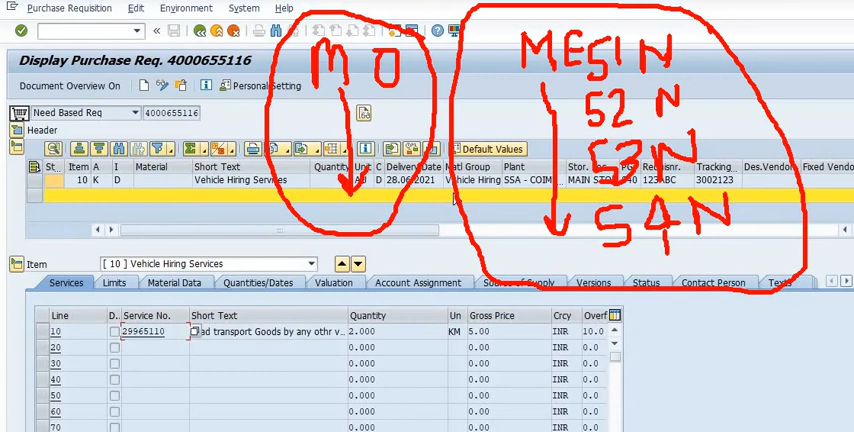 Purchase Requisition Edit Environment System Help
Display Purchase Req. 4000655116
Document Overview On Personal Setting
M O
ME51N
52 N
53N
54N
Need Based Req 4000655116
Header
Default Values
St... Item A I Material Short Text Quantity Unit C Delivery Date Matl Group Plant Stor. PG Requisnr. Tracking Des.Vendor Fixed Vendo
10 K D Vehicle Hiring Services AU D 28.06.2021 Vehicle Hiring SSA - COIM... MAIN STO 040 123ABC 3002123
Item [ 10 ] Vehicle Hiring Services
Services Limits Material Data Quantities/Dates Valuation Account Assignment Source of Supply Versions Status Contact Person Texts
Line D.. Service No. Short Text Quantity Un Gross Price Crcy Overf
10 29965110 ad transport Goods by any othr v... 2.000 KM 5.00 INR 10.0
20 0.000 0.00 INR 0.0
30 0.000 0.00 INR 0.0
40 0.000 0.00 INR 0.0
50 0.000 0.00 INR 0.0
60 0.000 0.00 INR 0.0
70 0.000 0.00 INR 0.0